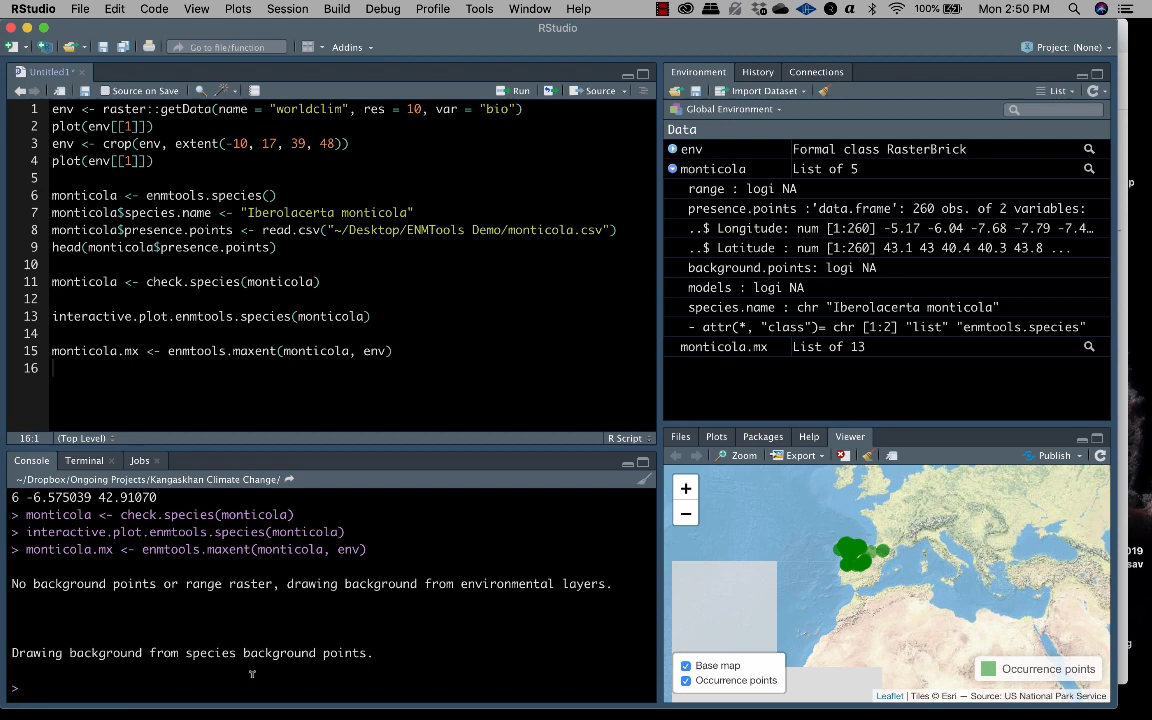 RStudio File Edit Code View Plots Session Build Debug Profile Tools Window Help 100% Mon 2:50 PM
RStudio
Go to file/function Addins Project: (None)
Untitled1*
Source on Save Run Source
1 env <- raster::getData(name = "worldclim", res = 10, var = "bio")
2 plot(env[[1]])
3 env <- crop(env, extent(-10, 17, 39, 48))
4 plot(env[[1]])
5
6 monticola <- enmtools.species()
7 monticola$species.name <- "Iberolacerta monticola"
8 monticola$presence.points <- read.csv("~/Desktop/ENMTools Demo/monticola.csv")
9 head(monticola$presence.points)
10
11 monticola <- check.species(monticola)
12
13 interactive.plot.enmtools.species(monticola)
14
15 monticola.mx <- enmtools.maxent(monticola, env)
16
16:1 (Top Level) R Script
Console Terminal Jobs
~/Dropbox/Ongoing Projects/Kangaskhan Climate Change/
6 -6.575039 42.91070
> monticola <- check.species(monticola)
> interactive.plot.enmtools.species(monticola)
> monticola.mx <- enmtools.maxent(monticola, env)
No background points or range raster, drawing background from environmental layers.
Drawing background from species background points.
>
Environment History Connections
Import Dataset List
Global Environment
Data
env Formal class RasterBrick
monticola List of 5
range : logi NA
presence.points :'data.frame': 260 obs. of 2 variables:
..$ Longitude: num [1:260] -5.17 -6.04 -7.68 -7.79 -7.4…
..$ Latitude : num [1:260] 43.1 43 40.4 40.3 43.8 ...
background.points: logi NA
models : logi NA
species.name : chr "Iberolacerta monticola"
- attr(*, "class")= chr [1:2] "list" "enmtools.species"
monticola.mx List of 13
Files Plots Packages Help Viewer
Zoom Export Publish
+
−
Base map
Occurrence points
Occurrence points
Leaflet | Tiles © Esri — Source: US National Park Service
019
sav